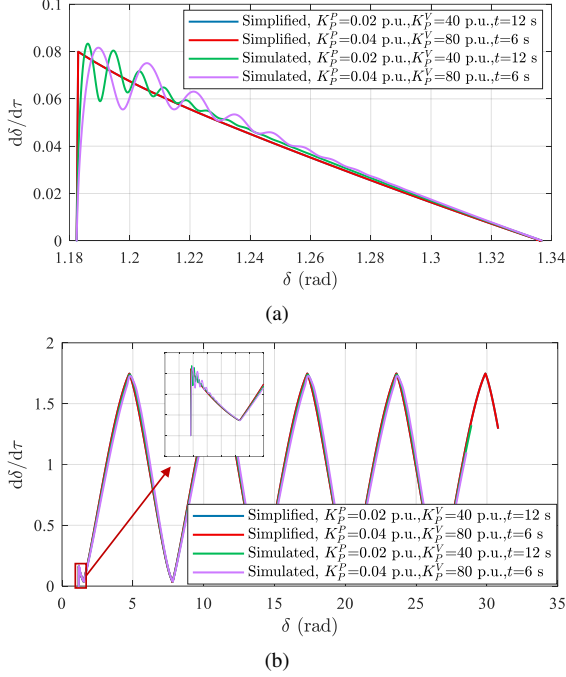 0.1
0.08
0.06
0.04
0.02
0
dδ/dτ
Simplified, K_P^P=0.02 p.u.,K_P^V=40 p.u.,t=12 s
Simplified, K_P^P=0.04 p.u.,K_P^V=80 p.u.,t=6 s
Simulated, K_P^P=0.02 p.u.,K_P^V=40 p.u.,t=12 s
Simulated, K_P^P=0.04 p.u.,K_P^V=80 p.u.,t=6 s
1.18 1.2 1.22 1.24 1.26 1.28 1.3 1.32 1.34
δ (rad)
(a)
2
1.5
1
0.5
0
dδ/dτ
Simplified, K_P^P=0.02 p.u.,K_P^V=40 p.u.,t=12 s
Simplified, K_P^P=0.04 p.u.,K_P^V=80 p.u.,t=6 s
Simulated, K_P^P=0.02 p.u.,K_P^V=40 p.u.,t=12 s
Simulated, K_P^P=0.04 p.u.,K_P^V=80 p.u.,t=6 s
0 5 10 15 20 25 30 35
δ (rad)
(b)